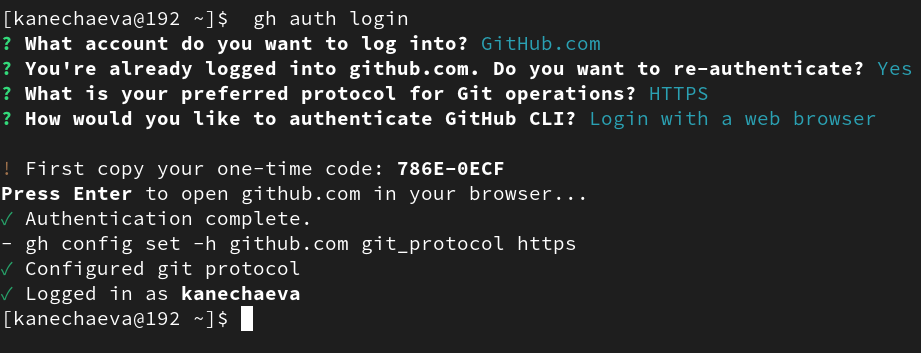 [kanechaeva@192 ~]$  gh auth login
? What account do you want to log into? GitHub.com
? You're already logged into github.com. Do you want to re-authenticate? Yes
? What is your preferred protocol for Git operations? HTTPS
? How would you like to authenticate GitHub CLI? Login with a web browser
! First copy your one-time code: 786E-0ECF
Press Enter to open github.com in your browser...
✓ Authentication complete.
- gh config set -h github.com git_protocol https
✓ Configured git protocol
✓ Logged in as kanechaeva
[kanechaeva@192 ~]$